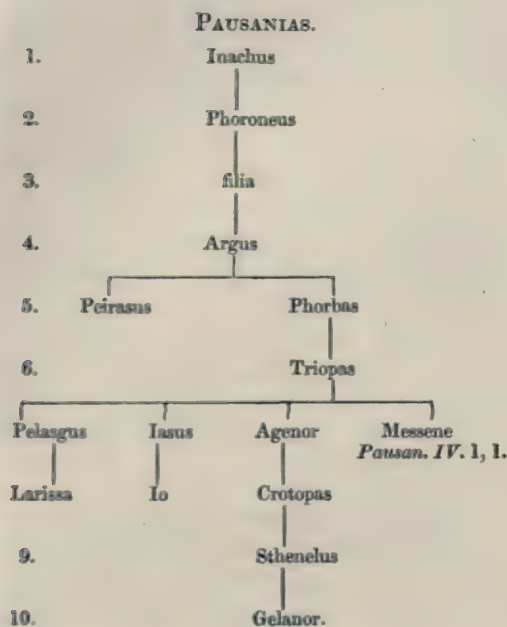 PAUSANIAS.
1. Inachus
2. Phoroneus
3. filia
4. Argus
5. Peirasus Phorbas
6. Triopas
Pelasgus Iasus Agenor Messene
Pausan. IV. 1, 1.
Larissa Io Crotopas
9. Sthenelus
10. Gelanor.